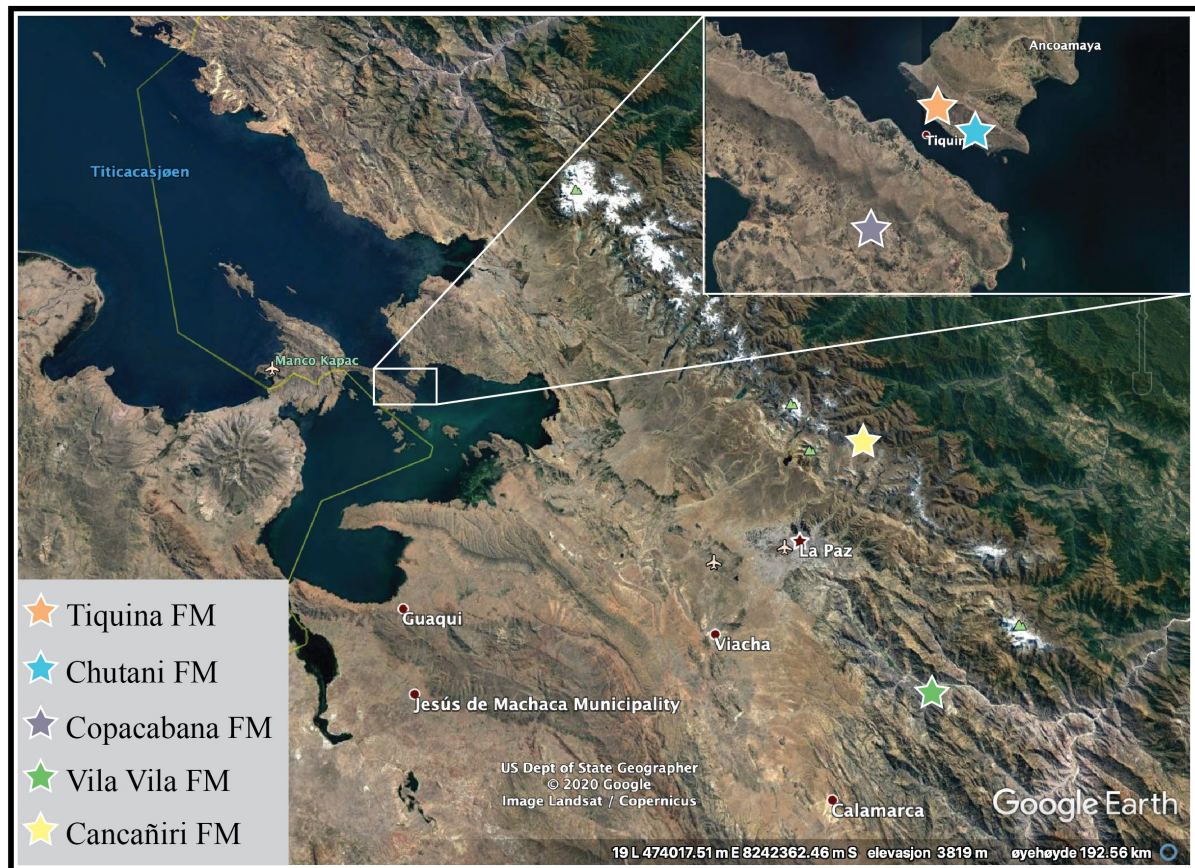 Ancoamaya
Tiquin
Titicacasjøen
Manco Kapac
La Paz
Guaqui
Viacha
Jesús de Machaca Municipality
Calamarca
Tiquina FM
Chutani FM
Copacabana FM
Vila Vila FM
Cancañiri FM
US Dept of State Geographer
© 2020 Google
Image Landsat / Copernicus
Google Earth
19 L 474017.51 m E 8242362.46 m S elevasjon 3819 m øyehøyde 192.56 km